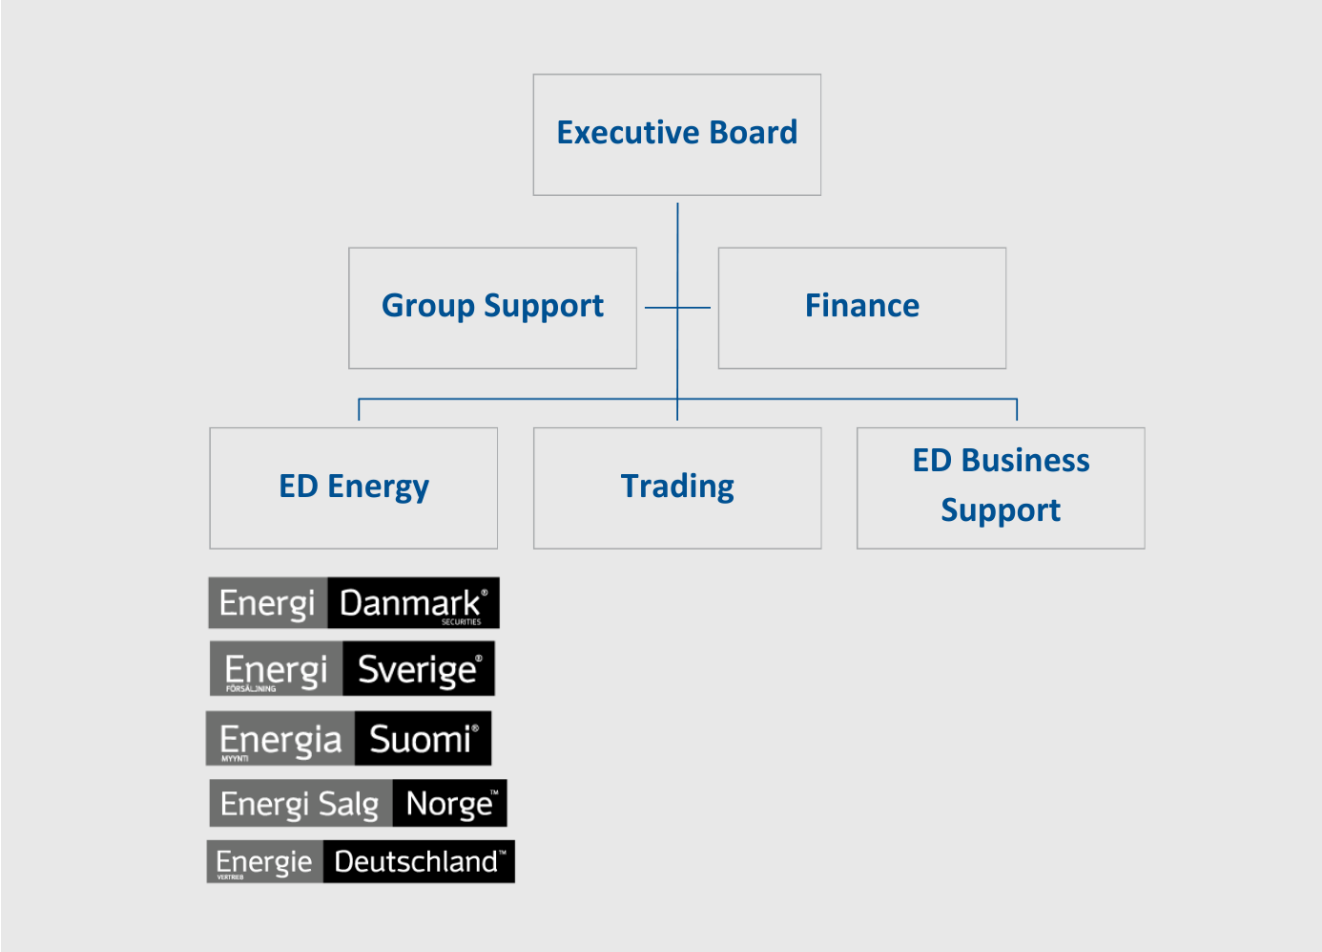 Executive Board
Group Support
Finance
ED Energy
Trading
ED Business
Support
Energi Danmark®
SECURITIES
Energi Sverige®
FÖRSÄLJNING
Energia Suomi®
MYYNTI
Energi Salg Norge™
Energie Deutschland™
VERTRIEB